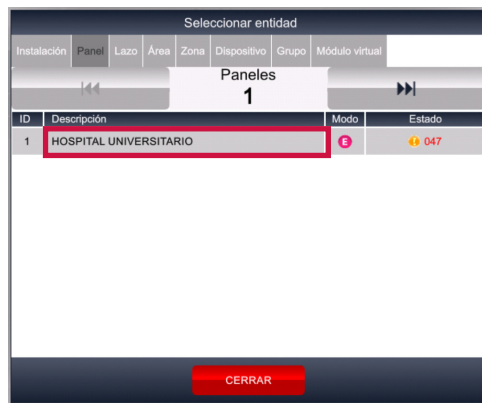 Seleccionar entidad
Instalación Panel Lazo Área Zona Dispositivo Grupo Módulo virtual
Paneles
1
ID Descripción Modo Estado
1 HOSPITAL UNIVERSITARIO E ! 047
CERRAR